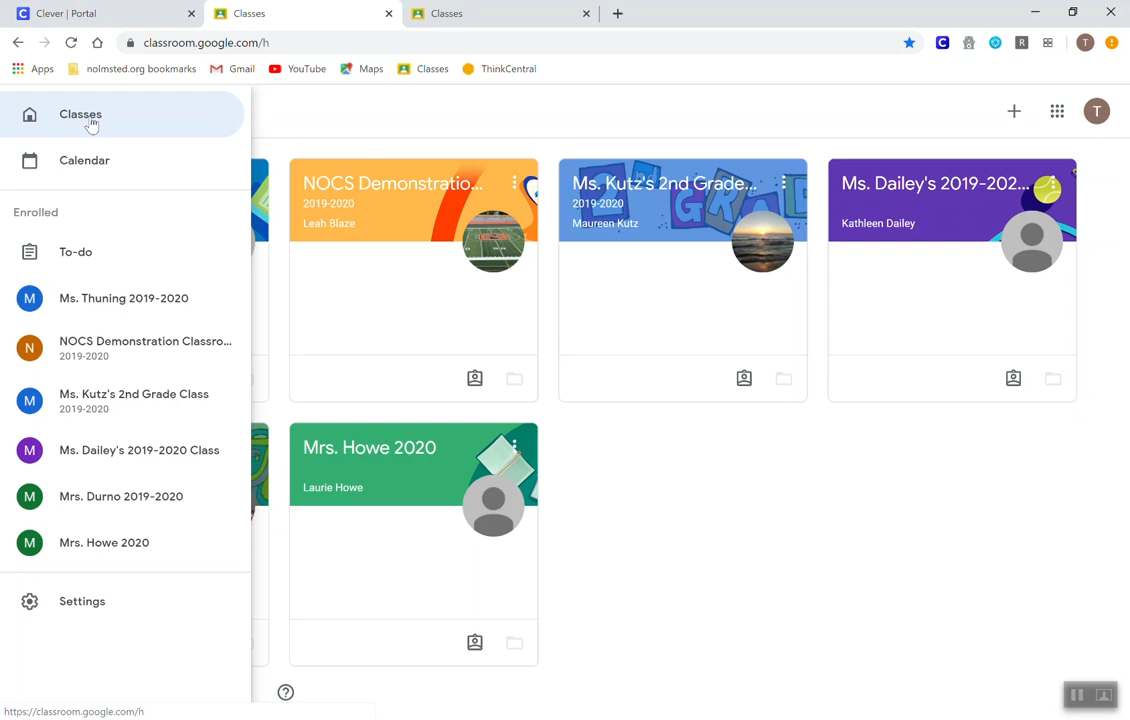 Clever | Portal
Classes
Classes
classroom.google.com/h
T
Apps
nolmsted.org bookmarks
Gmail
YouTube
Maps
Classes
ThinkCentral
Classes
Calendar
Enrolled
To-do
M Ms. Thuning 2019-2020
N NOCS Demonstration Classro...
2019-2020
M Ms. Kutz's 2nd Grade Class
2019-2020
M Ms. Dailey's 2019-2020 Class
M Mrs. Durno 2019-2020
M Mrs. Howe 2020
Settings
T
NOCS Demonstratio...
2019-2020
Leah Blaze
Ms. Kutz's 2nd Grade...
2019-2020
Maureen Kutz
Ms. Dailey's 2019-202...
Kathleen Dailey
Mrs. Howe 2020
Laurie Howe
https://classroom.google.com/h